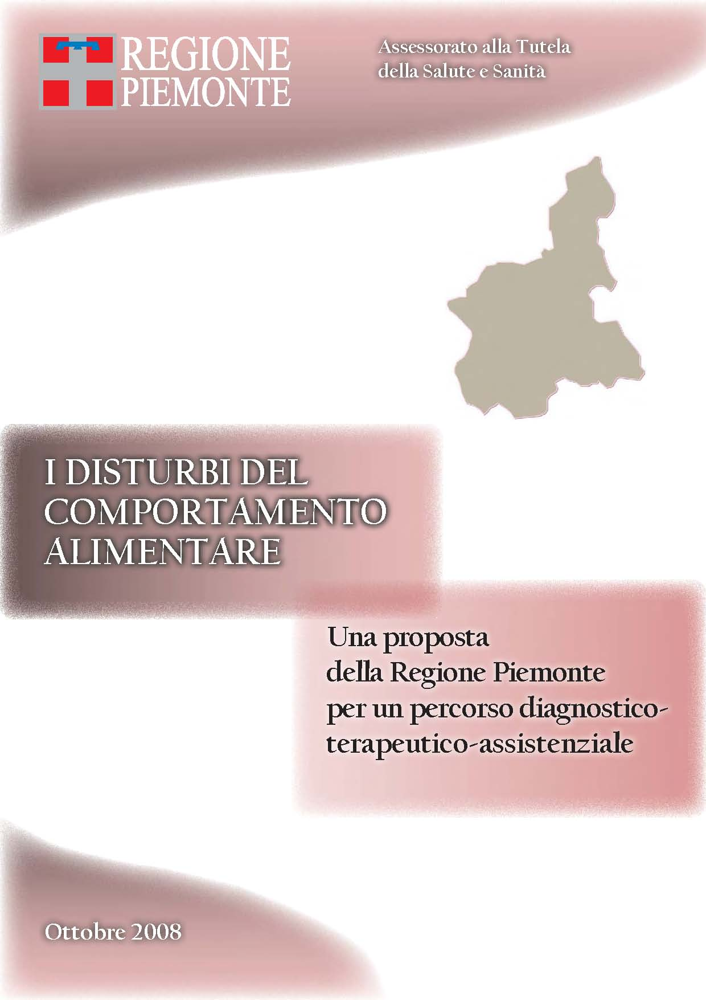 REGIONE
PIEMONTE
Assessorato alla Tutela
della Salute e Sanità
I DISTURBI DEL
COMPORTAMENTO
ALIMENTARE
Una proposta
della Regione Piemonte
per un percorso diagnostico-
terapeutico-assistenziale
Ottobre 2008